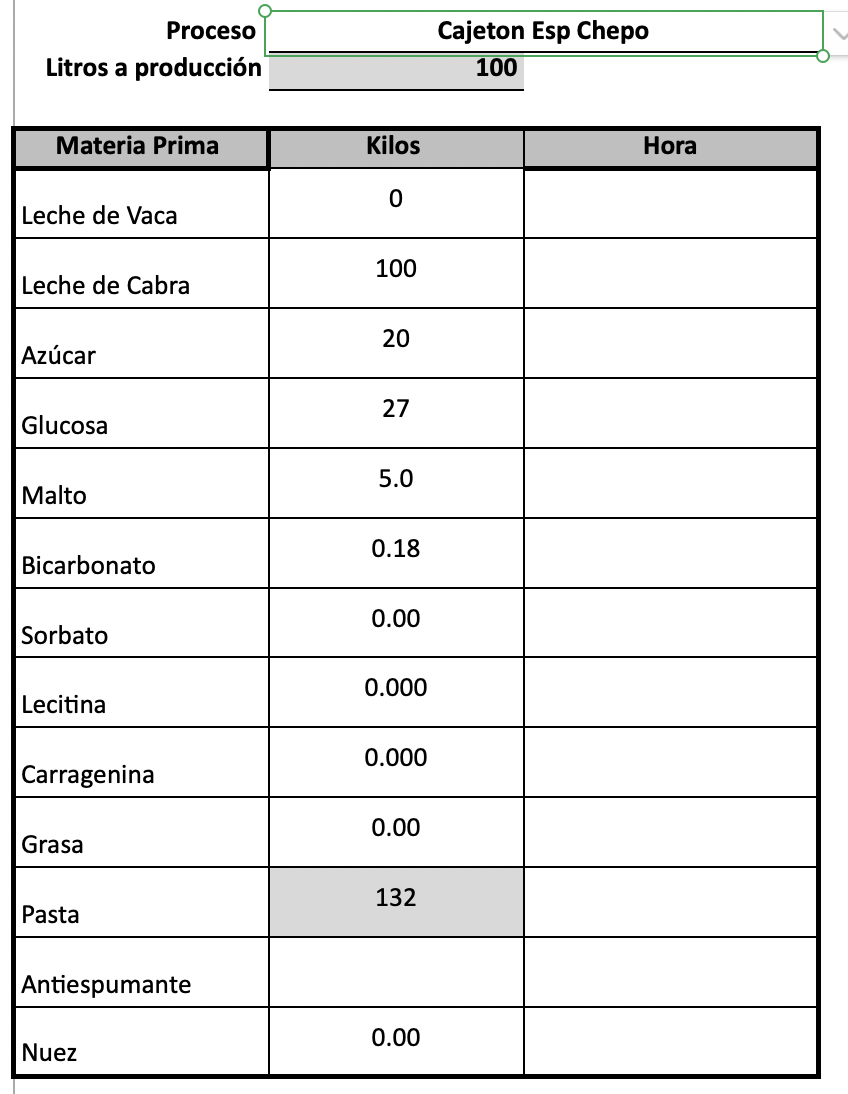 Proceso Cajeton Esp Chepo
Litros a producción 100
Materia Prima Kilos Hora
Leche de Vaca 0
Leche de Cabra 100
Azúcar 20
Glucosa 27
Malto 5.0
Bicarbonato 0.18
Sorbato 0.00
Lecitina 0.000
Carragenina 0.000
Grasa 0.00
Pasta 132
Antiespumante
Nuez 0.00